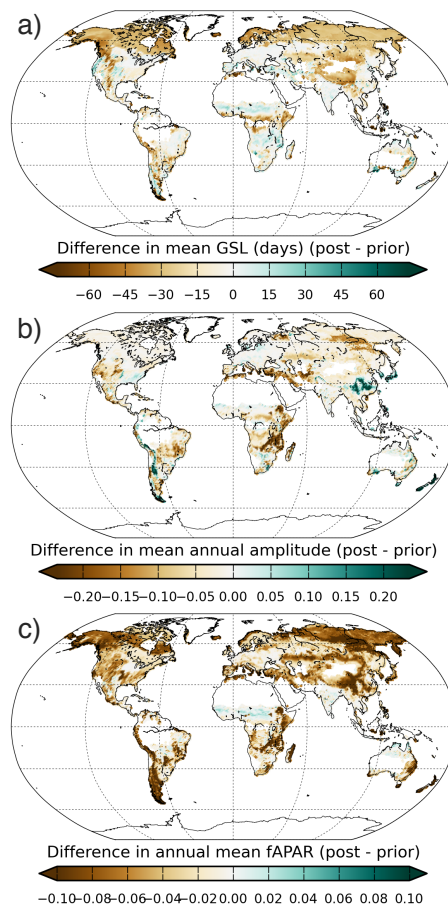 a)
Difference in mean GSL (days) (post - prior)
−60 −45 −30 −15 0 15 30 45 60
b)
Difference in mean annual amplitude (post - prior)
−0.20 −0.15 −0.10 −0.05 0.00 0.05 0.10 0.15 0.20
c)
Difference in annual mean fAPAR (post - prior)
−0.10 −0.08 −0.06 −0.04 −0.02 0.00 0.02 0.04 0.06 0.08 0.10